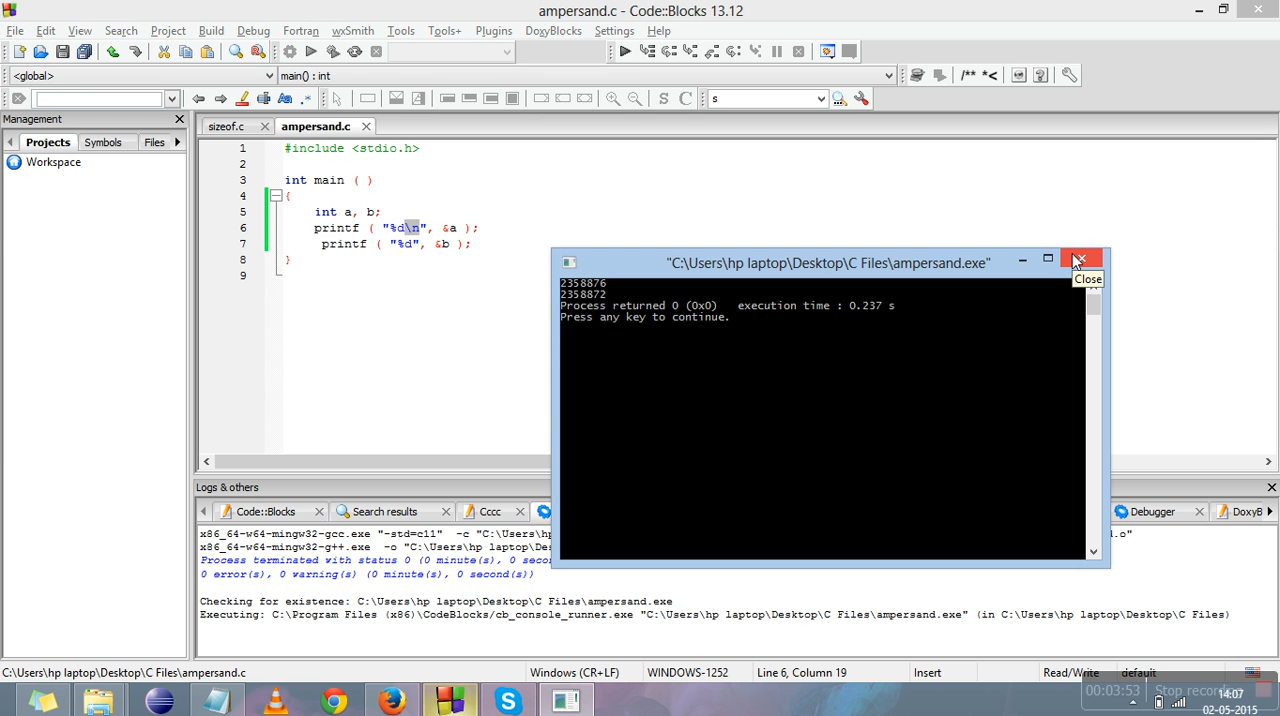 ampersand.c - Code::Blocks 13.12
File Edit View Search Project Build Debug Fortran wxSmith Tools Tools+ Plugins DoxyBlocks Settings Help
<global> main() : int /** *<
Aa .* S C s
Management
Projects Symbols Files
Workspace
sizeof.c ampersand.c
1 #include <stdio.h>
2
3 int main ( )
4 {
5 int a, b;
6 printf ( "%d\n", &a );
7 printf ( "%d", &b );
8 }
9
"C:\Users\hp laptop\Desktop\C Files\ampersand.exe"
Close
2358876
2358872
Process returned 0 (0x0) execution time : 0.237 s
Press any key to continue.
Logs & others
Code::Blocks Search results Cccc Debugger DoxyB
x86_64-w64-mingw32-gcc.exe "-std=c11" -c "C:\Users\h d.o"
x86_64-w64-mingw32-g++.exe -o "C:\Users\hp laptop\De
Process terminated with status 0 (0 minute(s), 0 seco
0 error(s), 0 warning(s) (0 minute(s), 0 second(s))
Checking for existence: C:\Users\hp laptop\Desktop\C Files\ampersand.exe
Executing: C:\Program Files (x86)\CodeBlocks/cb_console_runner.exe "C:\Users\hp laptop\Desktop\C Files\ampersand.exe" (in C:\Users\hp laptop\Desktop\C Files)
C:\Users\hp laptop\Desktop\C Files\ampersand.c Windows (CR+LF) WINDOWS-1252 Line 6, Column 19 Insert Read/Write default
00:03:53 Stop recor
14:07
02-05-2015